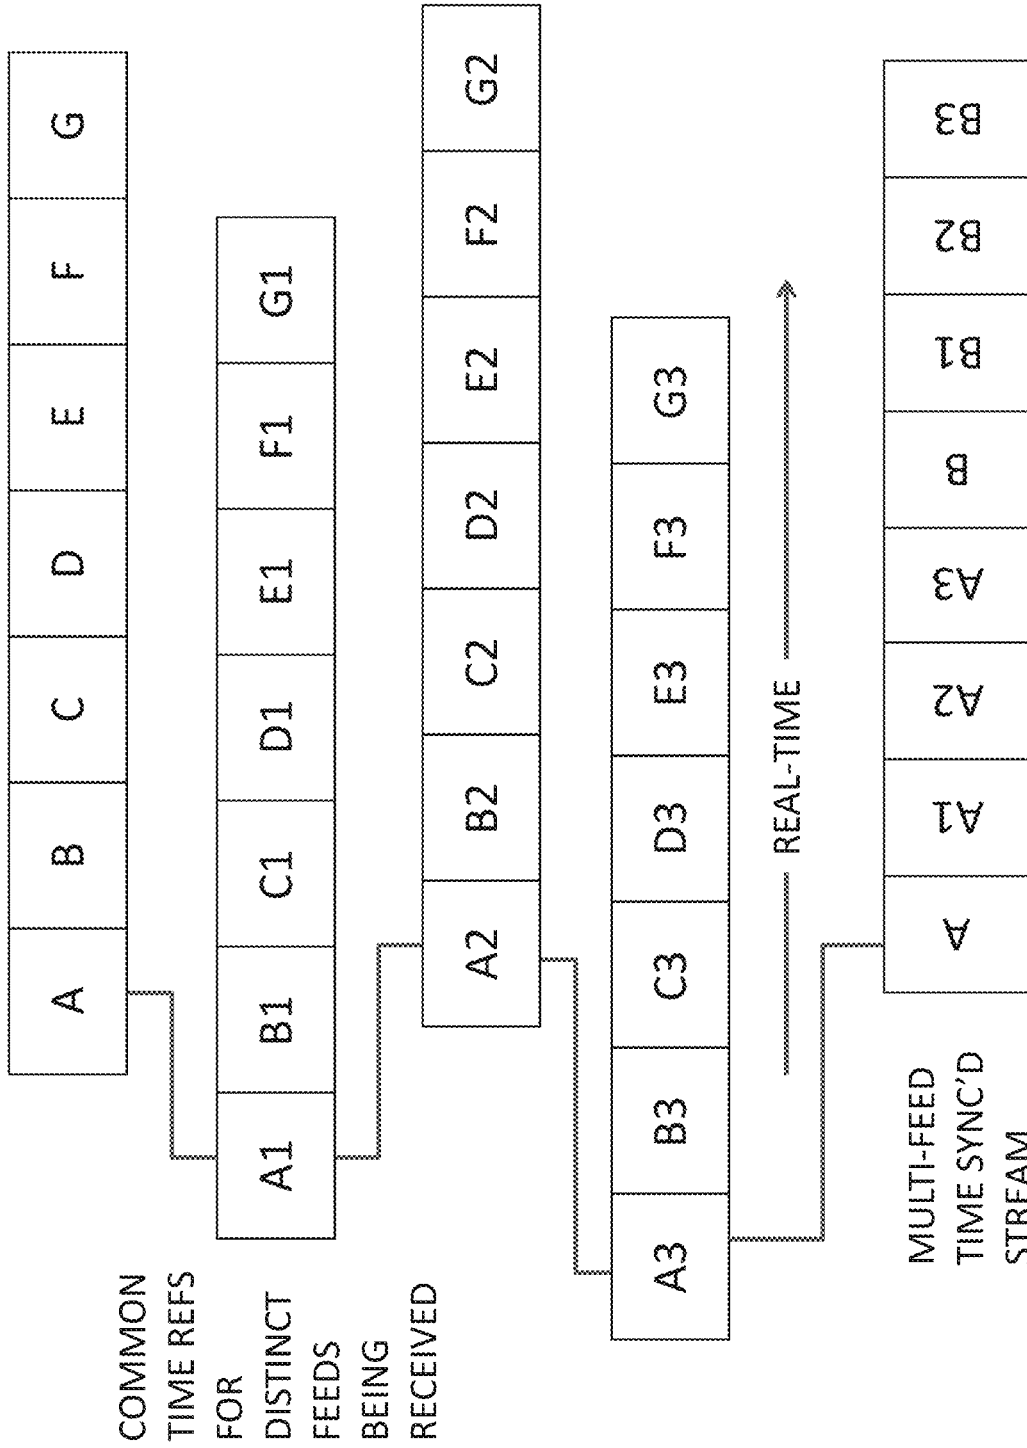 A B C D E F G
COMMON
TIME REFS
FOR
DISTINCT
FEEDS
BEING
RECEIVED
A1 B1 C1 D1 E1 F1 G1
A2 B2 C2 D2 E2 F2 G2
A3 B3 C3 D3 E3 F3 G3
REAL-TIME
A A1 A2 A3 B B1 B2 B3
MULTI-FEED
TIME SYNC'D
STREAM